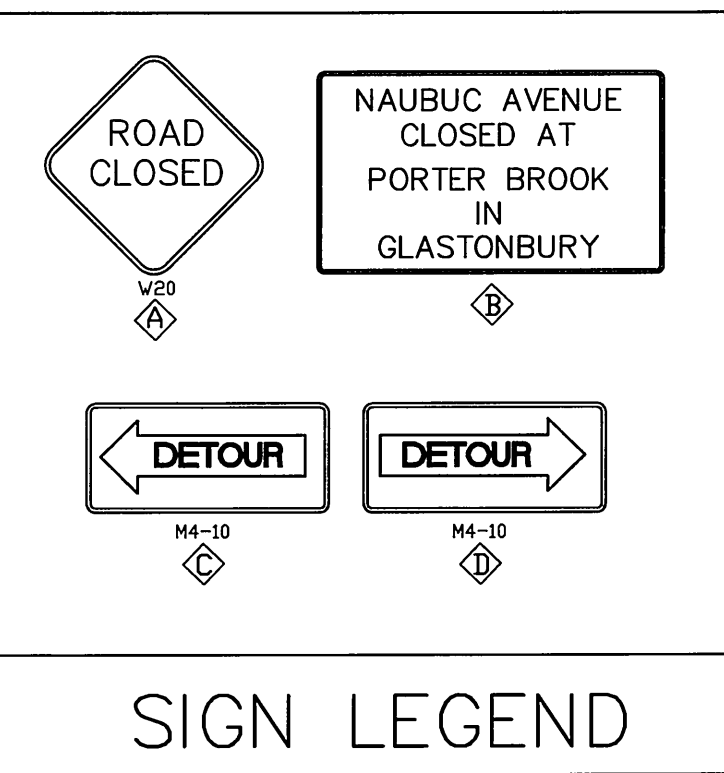 ROAD
CLOSED
W20
A
NAUBUC AVENUE
CLOSED AT
PORTER BROOK
IN
GLASTONBURY
B
DETOUR
M4-10
C
DETOUR
M4-10
D
SIGN LEGEND